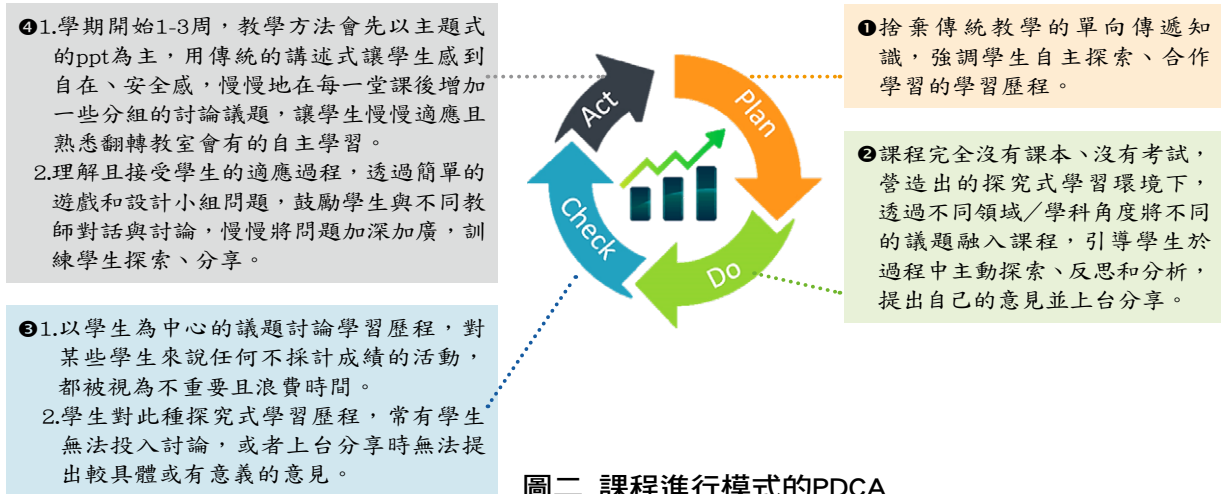 ❹1.學期開始1-3周，教學方法會先以主題式
的ppt為主，用傳統的講述式讓學生感到
自在、安全感，慢慢地在每一堂課後增加
一些分組的討論議題，讓學生慢慢適應且
熟悉翻轉教室會有的自主學習。
2.理解且接受學生的適應過程，透過簡單的
遊戲和設計小組問題，鼓勵學生與不同教
師對話與討論，慢慢將問題加深加廣，訓
練學生探索、分享。
❸1.以學生為中心的議題討論學習歷程，對
某些學生來說任何不採計成績的活動，
都被視為不重要且浪費時間。
2.學生對此種探究式學習歷程，常有學生
無法投入討論，或者上台分享時無法提
出較具體或有意義的意見。
Act
Plan
Check
Do
❶捨棄傳統教學的單向傳遞知
識，強調學生自主探索、合作
學習的學習歷程。
❷課程完全沒有課本、沒有考試，
營造出的探究式學習環境下，
透過不同領域／學科角度將不同
的議題融入課程，引導學生於
過程中主動探索、反思和分析，
提出自己的意見並上台分享。
圖二 課程進行模式的PDCA